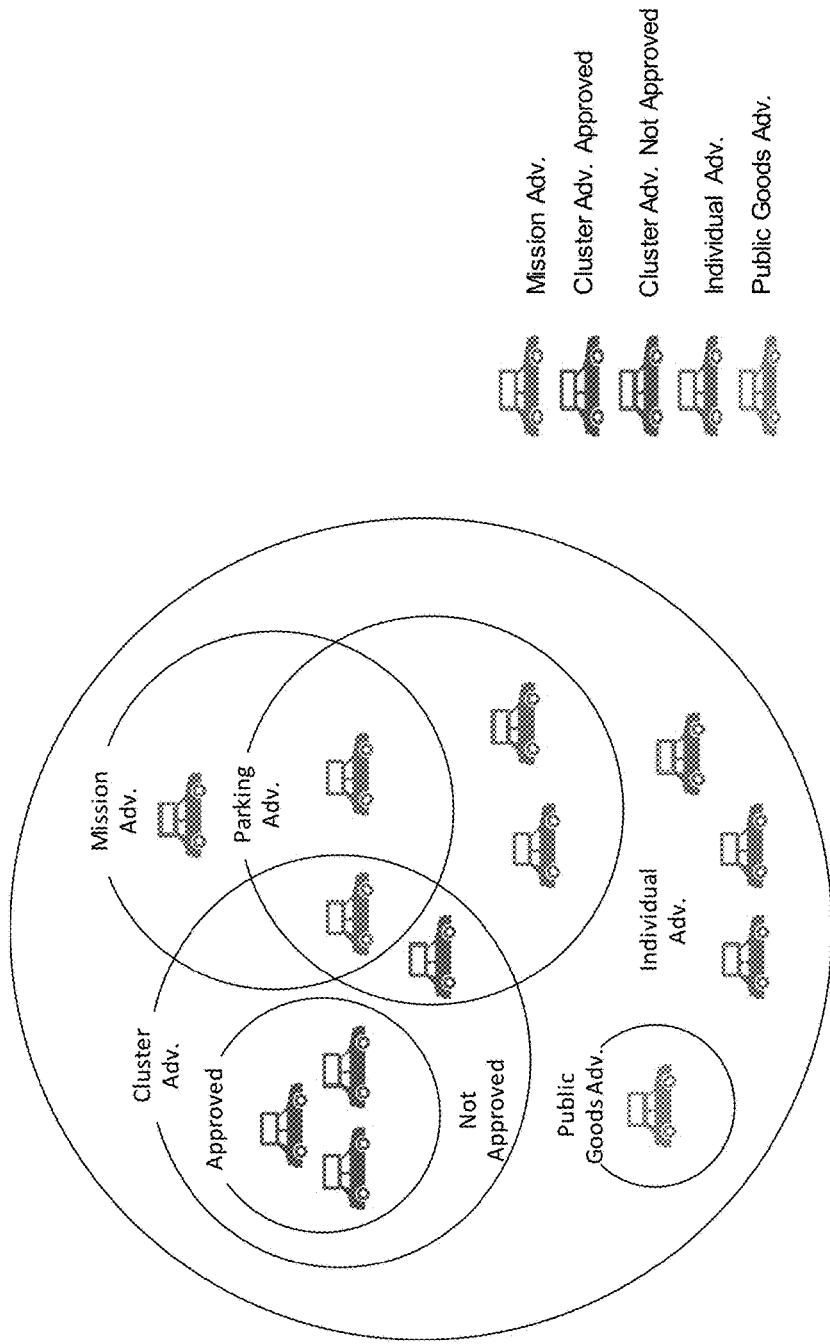 Mission
Adv.
Cluster
Adv.
Parking
Adv.
Approved
Not
Approved
Public
Goods Adv.
Individual
Adv.
Mission Adv.
Cluster Adv. Approved
Cluster Adv. Not Approved
Individual Adv.
Public Goods Adv.